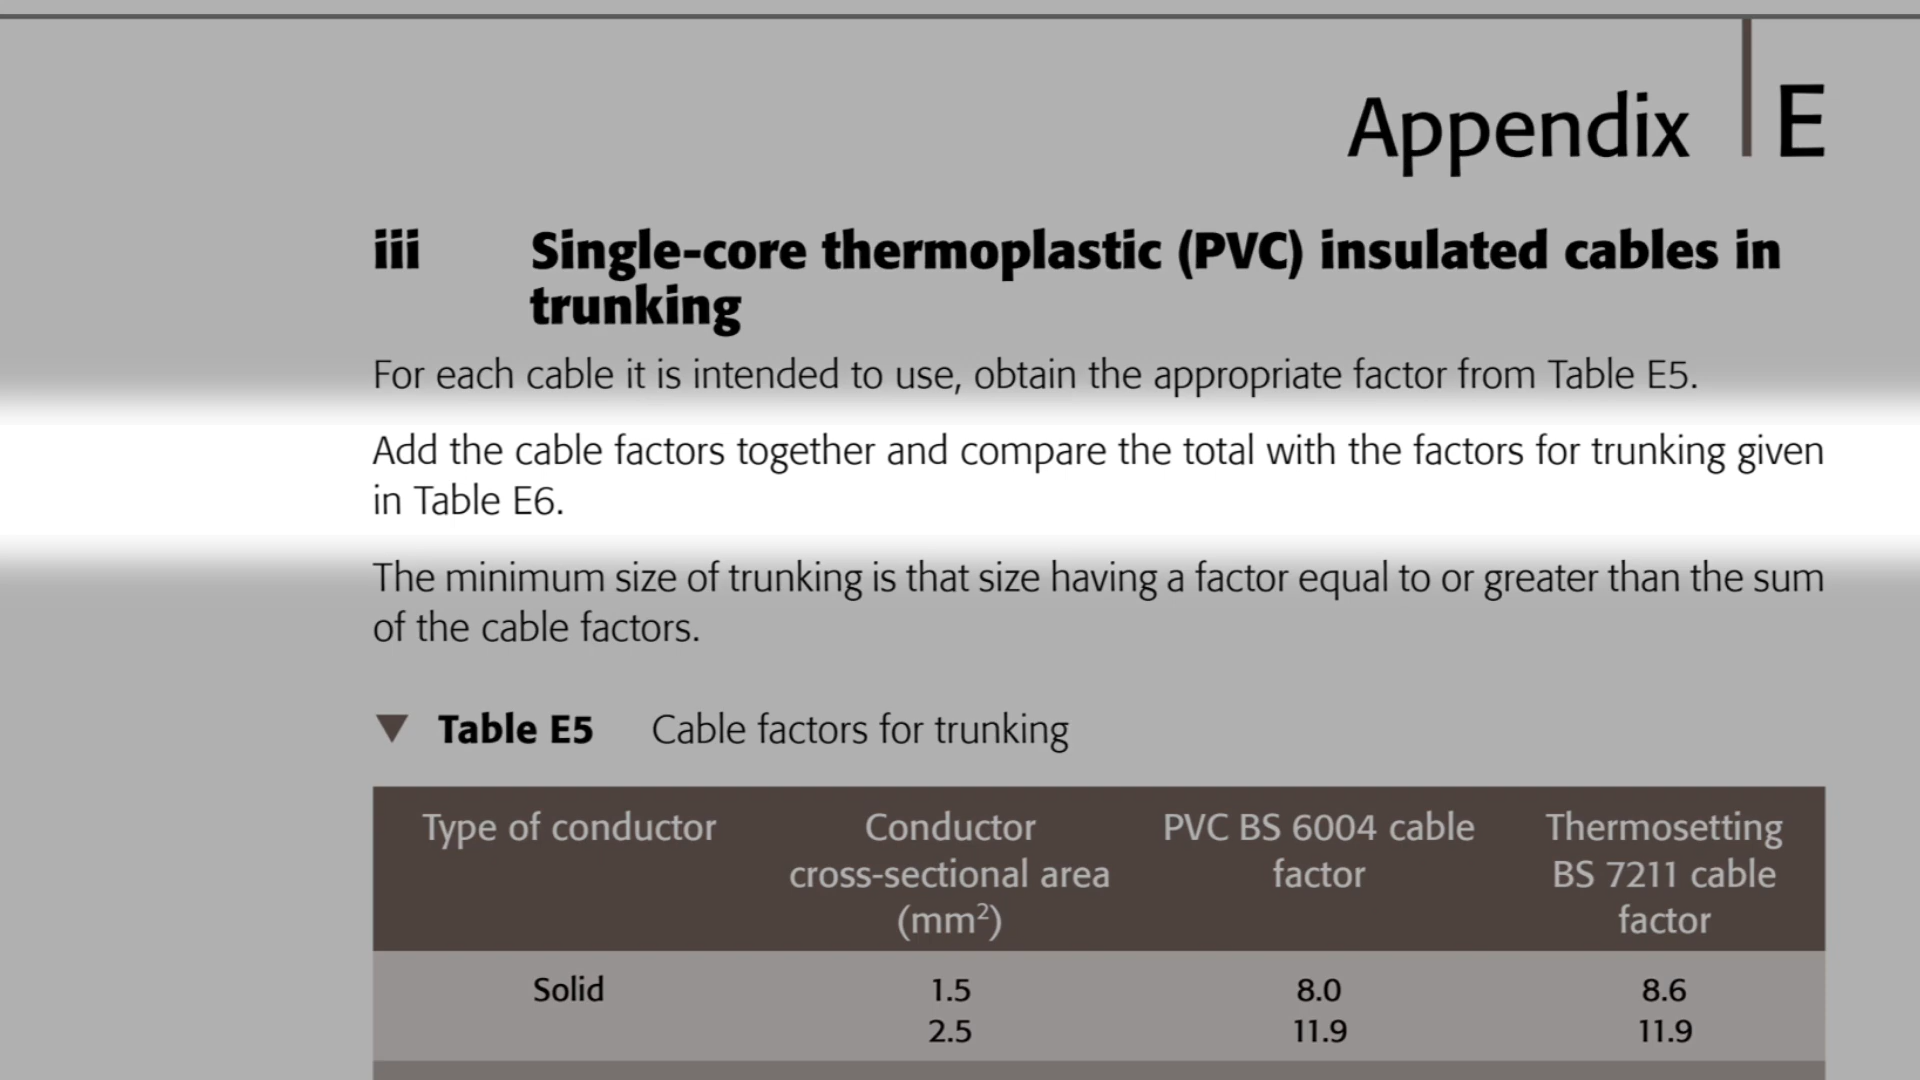 Appendix E
iii Single-core thermoplastic (PVC) insulated cables in
trunking
For each cable it is intended to use, obtain the appropriate factor from Table E5.
Add the cable factors together and compare the total with the factors for trunking given
in Table E6.
The minimum size of trunking is that size having a factor equal to or greater than the sum
of the cable factors.
▼ Table E5 Cable factors for trunking
Type of conductor Conductor PVC BS 6004 cable Thermosetting
cross-sectional area factor BS 7211 cable
(mm²) factor
Solid 1.5 8.0 8.6
2.5 11.9 11.9